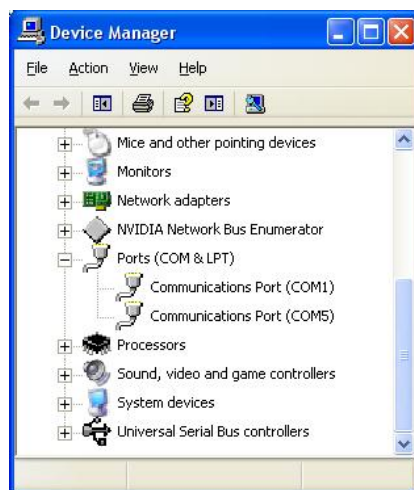 Device Manager
File Action View Help
Mice and other pointing devices
Monitors
Network adapters
NVIDIA Network Bus Enumerator
Ports (COM & LPT)
Communications Port (COM1)
Communications Port (COM5)
Processors
Sound, video and game controllers
System devices
Universal Serial Bus controllers